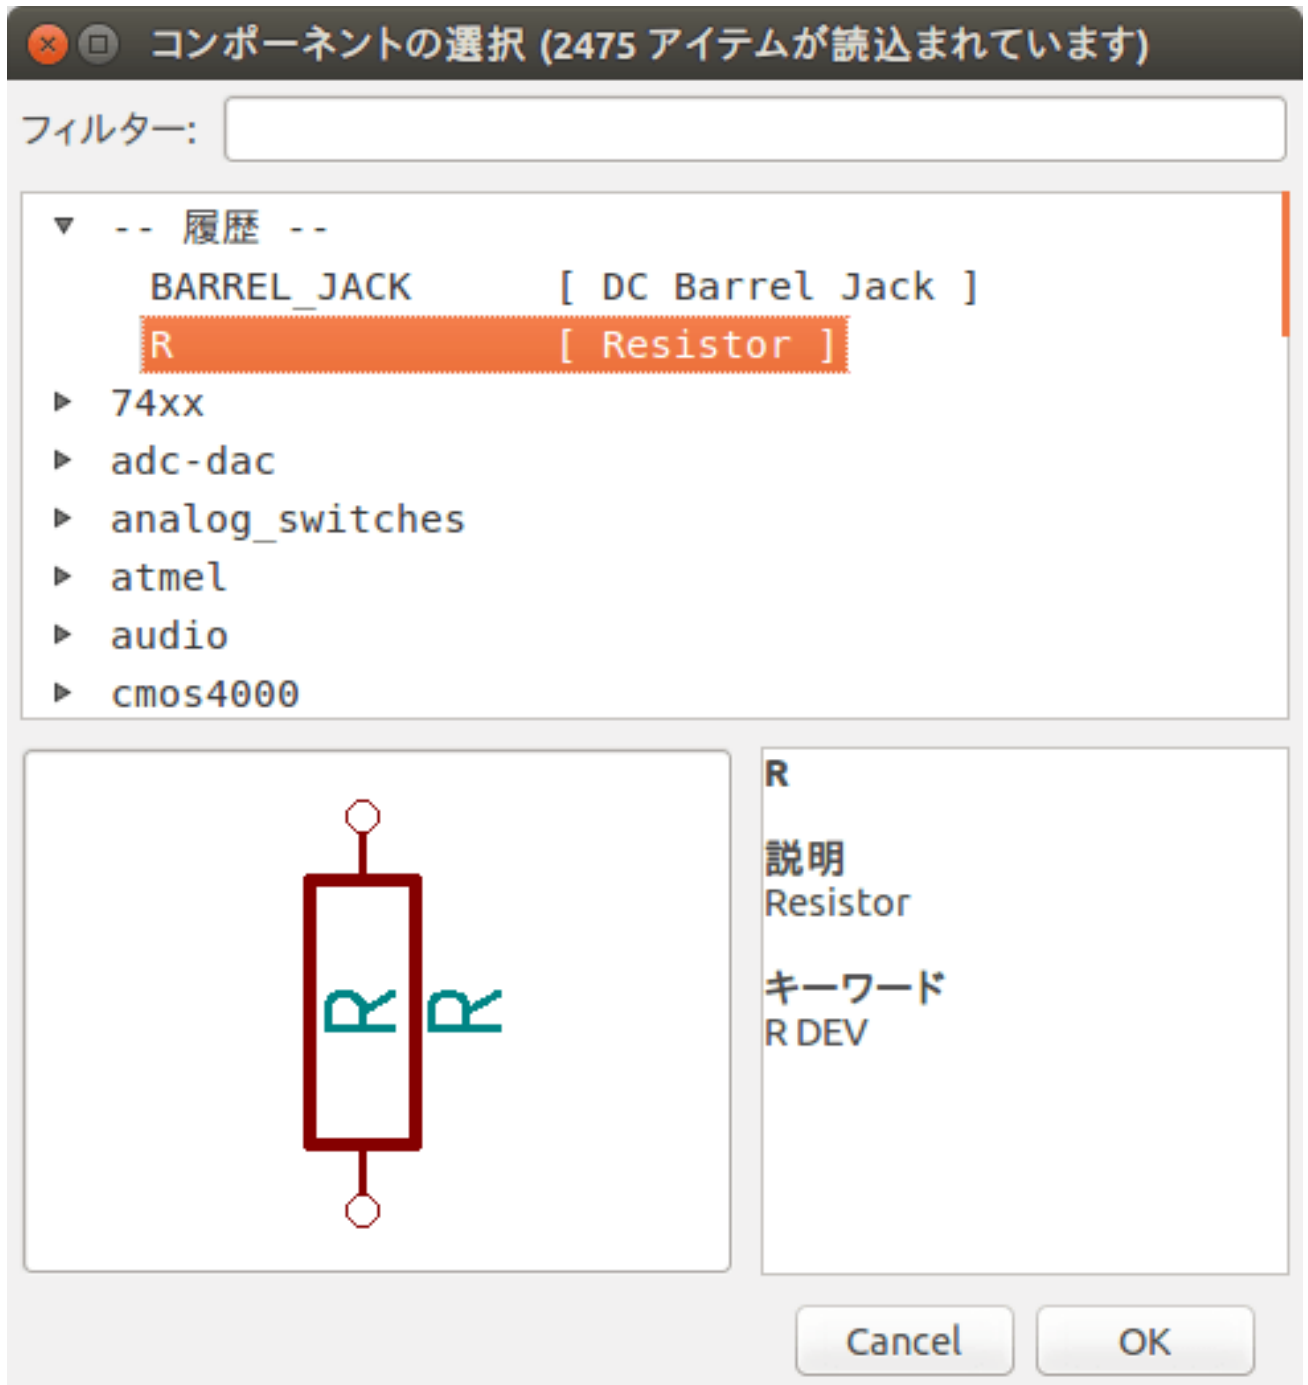 コンポーネントの選択 (2475 アイテムが読込まれています)
フィルター:
-- 履歴 --
BARREL_JACK [ DC Barrel Jack ]
R [ Resistor ]
74xx
adc-dac
analog_switches
atmel
audio
cmos4000
R R
R
説明
Resistor
キーワード
R DEV
Cancel OK